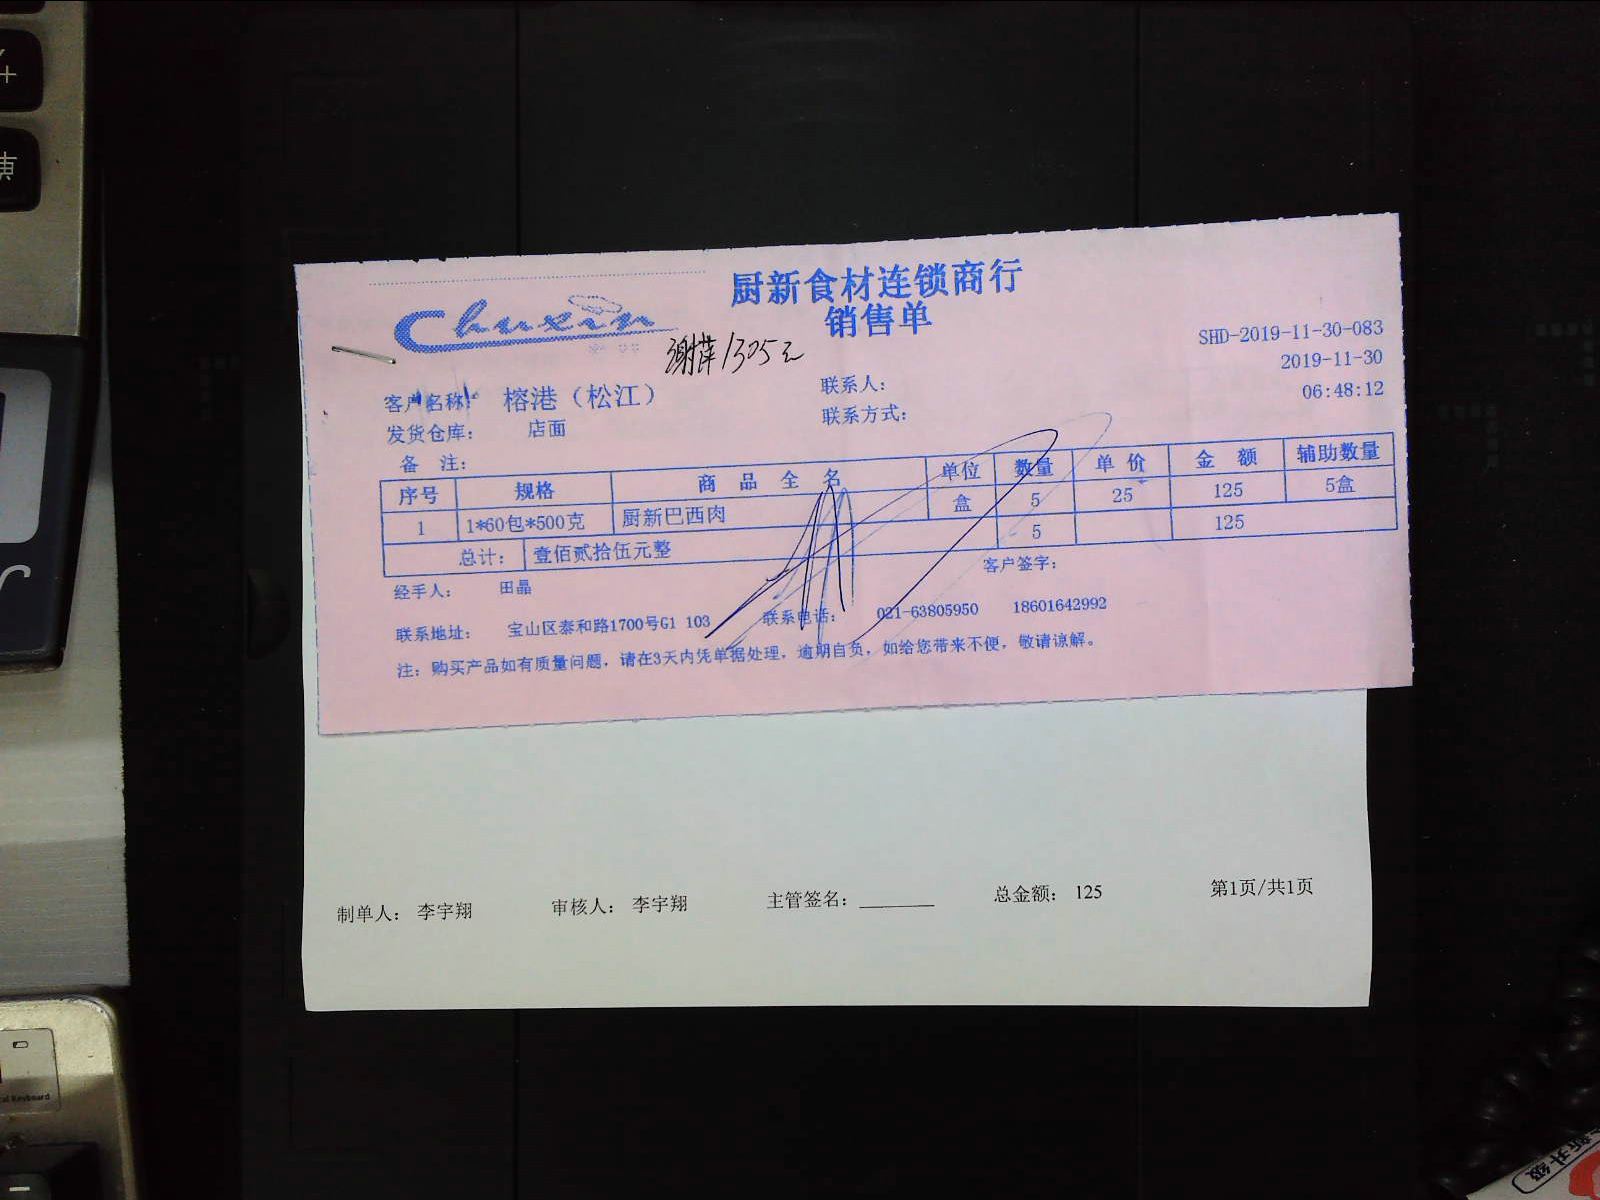 厨新食材连锁商行
Chuxin
销售单
谢萍1305元
SHD-2019-11-30-083
2019-11-30
06:48:12
客户名称: 榕港（松江）
联系人:
发货仓库: 店面
联系方式:
备 注:
序号 规格 商品全名 单位 数量 单价 金额 辅助数量
1 1*60包*500克 厨新巴西肉 盒 5 25 125 5盒
总计: 壹佰贰拾伍元整 5 125
经手人: 田晶
客户签字:
联系地址: 宝山区泰和路1700号G1 103 联系电话: 021-63805950 18601642992
注: 购买产品如有质量问题, 请在3天内凭单据处理, 逾期自负, 如给您带来不便, 敬请谅解。
制单人: 李宇翔 审核人: 李宇翔 主管签名: 总金额: 125 第1页/共1页